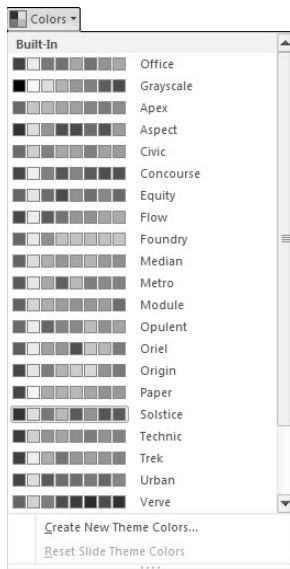 Colors
Built-In
Office
Grayscale
Apex
Aspect
Civic
Concourse
Equity
Flow
Foundry
Median
Metro
Module
Opulent
Oriel
Origin
Paper
Solstice
Technic
Trek
Urban
Verve
Create New Theme Colors...
Reset Slide Theme Colors